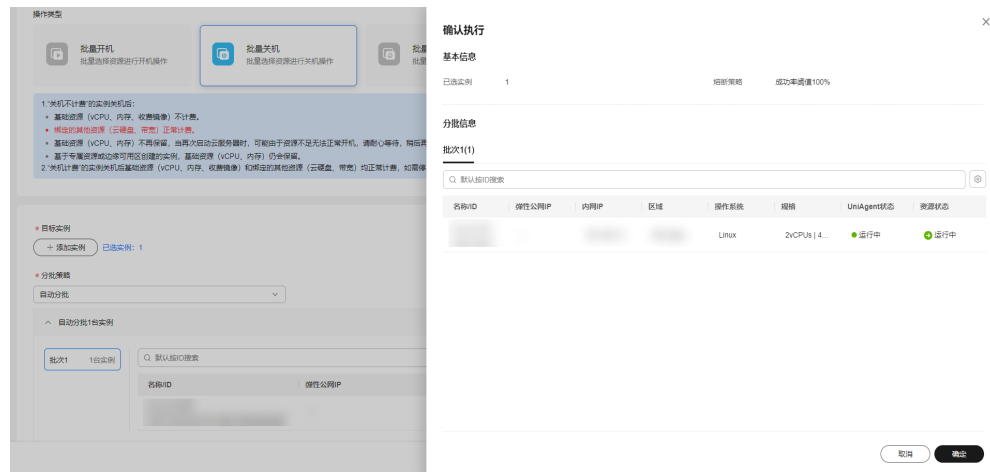 操作类型
批量开机
批量选择资源进行开机操作
批量关机
批量选择资源进行关机操作
批量
批量
1.“关机不计费”的实例关机后：
基础资源（vCPU、内存、收费镜像）不计费。
绑定的其他资源（云硬盘、带宽）正常计费。
基础资源（vCPU、内存）不再保留，当再次启动云服务器时，可能由于资源不足无法正常开机，请耐心等待，稍后再
基于专属资源或边缘可用区创建的实例，基础资源（vCPU、内存）仍会保留。
2.“关机计费”的实例关机后基础资源（vCPU、内存、收费镜像）和绑定的其他资源（云硬盘、带宽）均正常计费，如需停
* 目标实例
+ 添加实例
已选实例：1
* 分批策略
自动分批
自动分批1台实例
批次1 1台实例
默认按ID搜索
名称/ID 弹性公网IP
确认执行
基本信息
已选实例 1 熔断策略 成功率阈值100%
分批信息
批次1(1)
默认按ID搜索
名称/ID 弹性公网IP 内网IP 区域 操作系统 规格 UniAgent状态 资源状态
Linux 2vCPUs | 4... 运行中 运行中
取消 确定